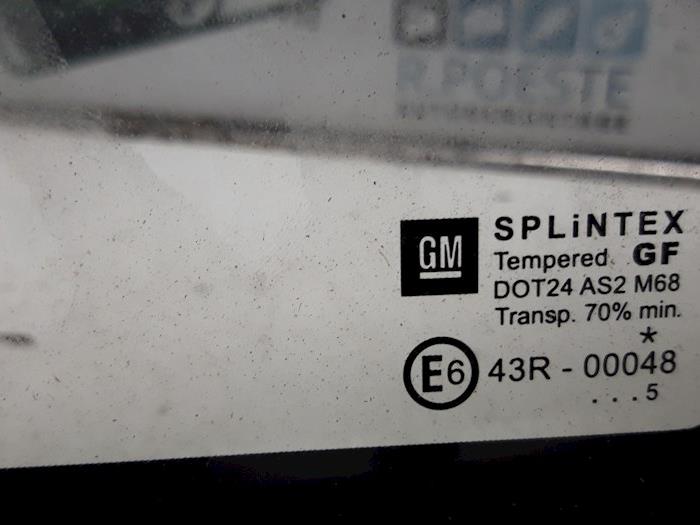 R.POESTE
GM
SPLiNTEX
Tempered GF
DOT24 AS2 M68
Transp. 70% min.
*
E6 43R - 00048
...5